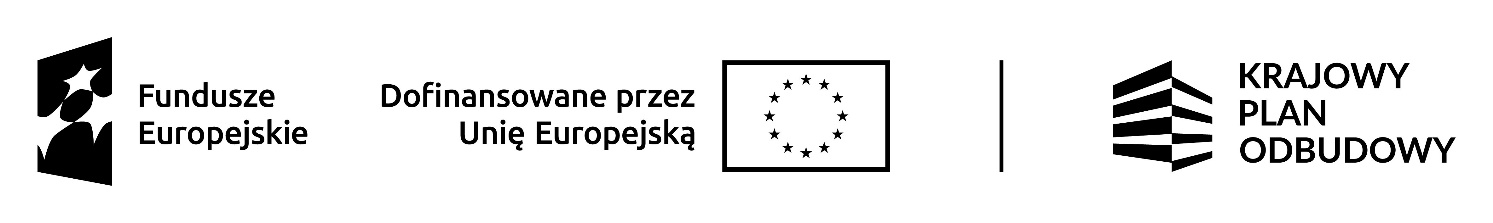 Fundusze
Europejskie
Dofinansowane przez
Unię Europejską
KRAJOWY
PLAN
ODBUDOWY